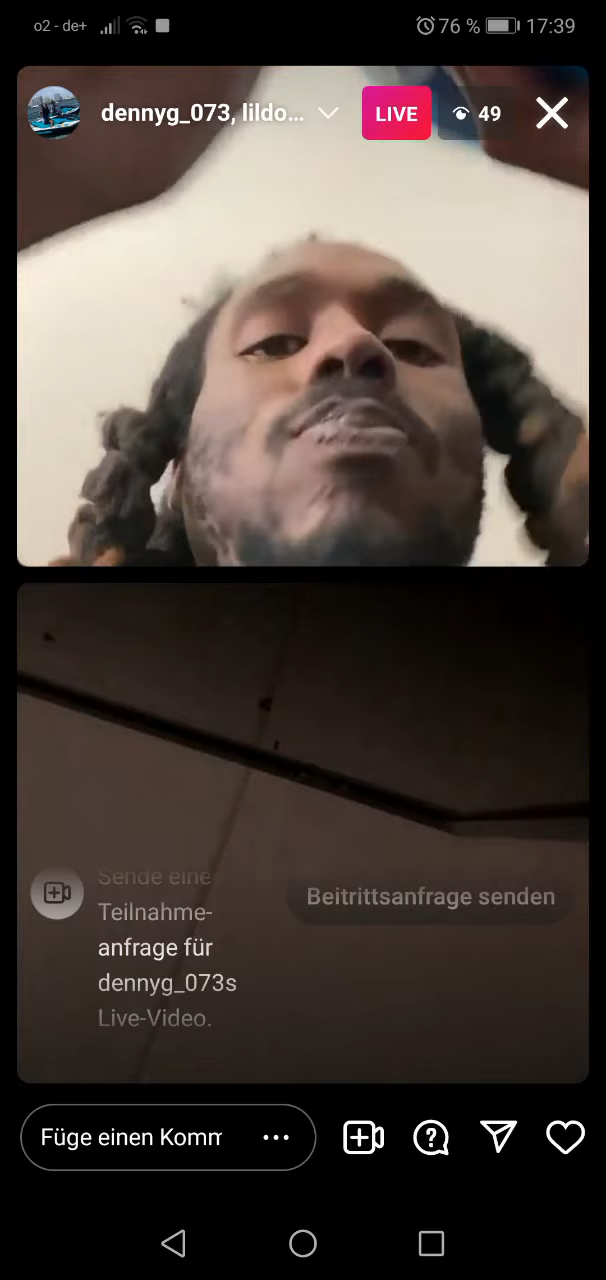 o2 - de+ 76 % 17:39
dennyg_073, lildo... LIVE 49
Sende eine
Teilnahme-
anfrage für
dennyg_073s
Live-Video.
Beitrittsanfrage senden
Füge einen Komm